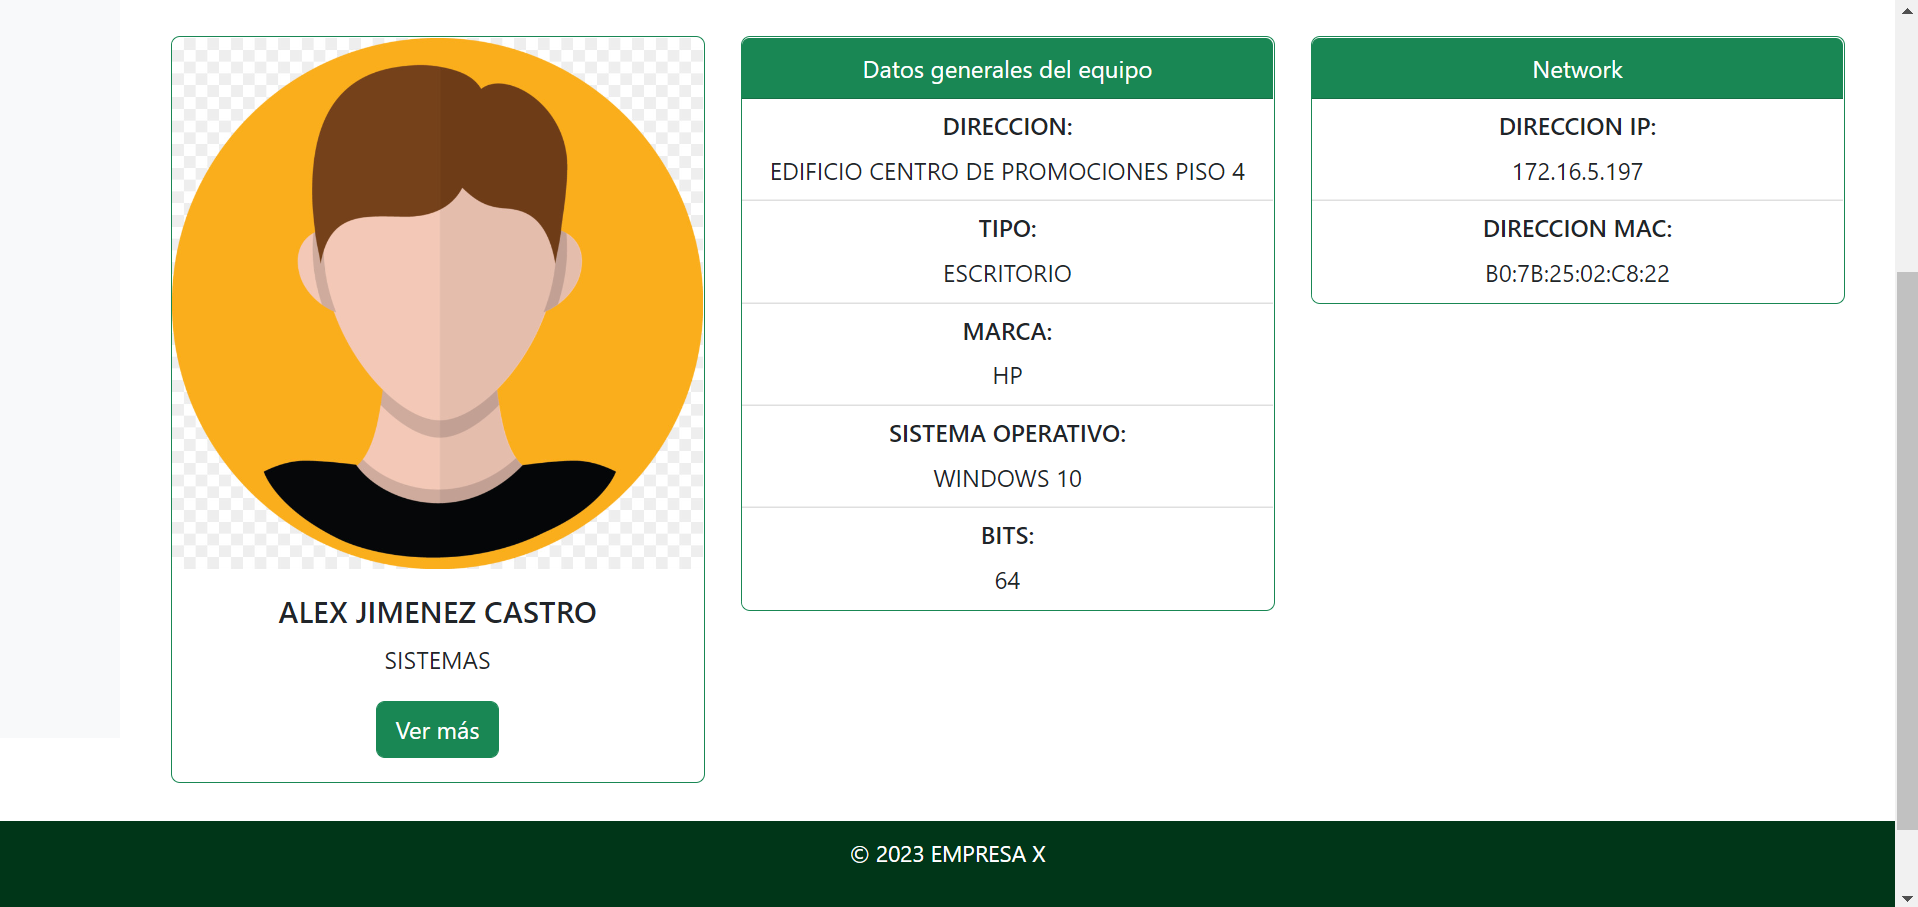 ALEX JIMENEZ CASTRO
SISTEMAS
Ver más
Datos generales del equipo
DIRECCION:
EDIFICIO CENTRO DE PROMOCIONES PISO 4
TIPO:
ESCRITORIO
MARCA:
HP
SISTEMA OPERATIVO:
WINDOWS 10
BITS:
64
Network
DIRECCION IP:
172.16.5.197
DIRECCION MAC:
B0:7B:25:02:C8:22
© 2023 EMPRESA X